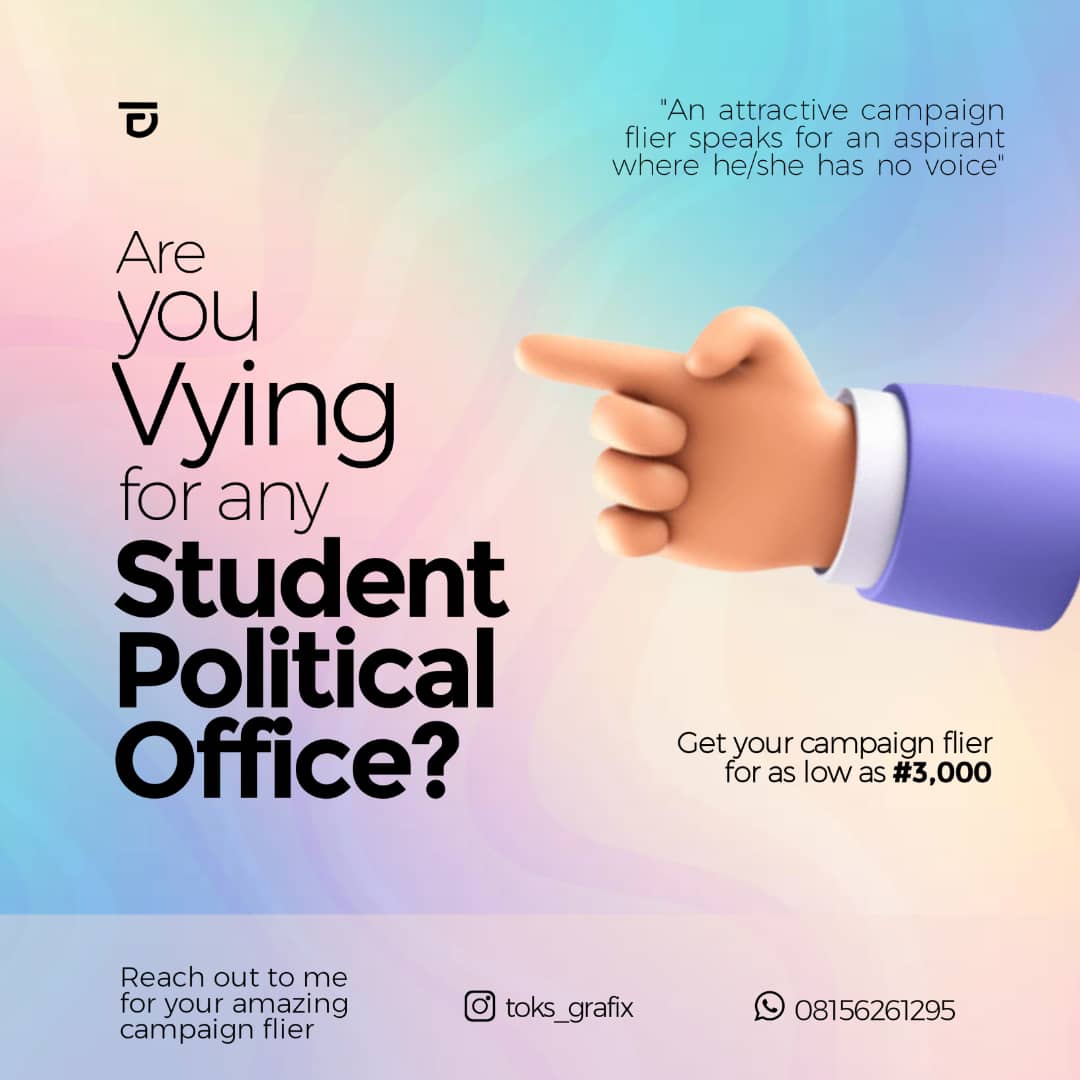 "An attractive campaign
flier speaks for an aspirant
where he/she has no voice"
Are
you
Vying
for any
Student
Political
Office?
Get your campaign flier
for as low as #3,000
Reach out to me
for your amazing
campaign flier
toks_grafix
08156261295